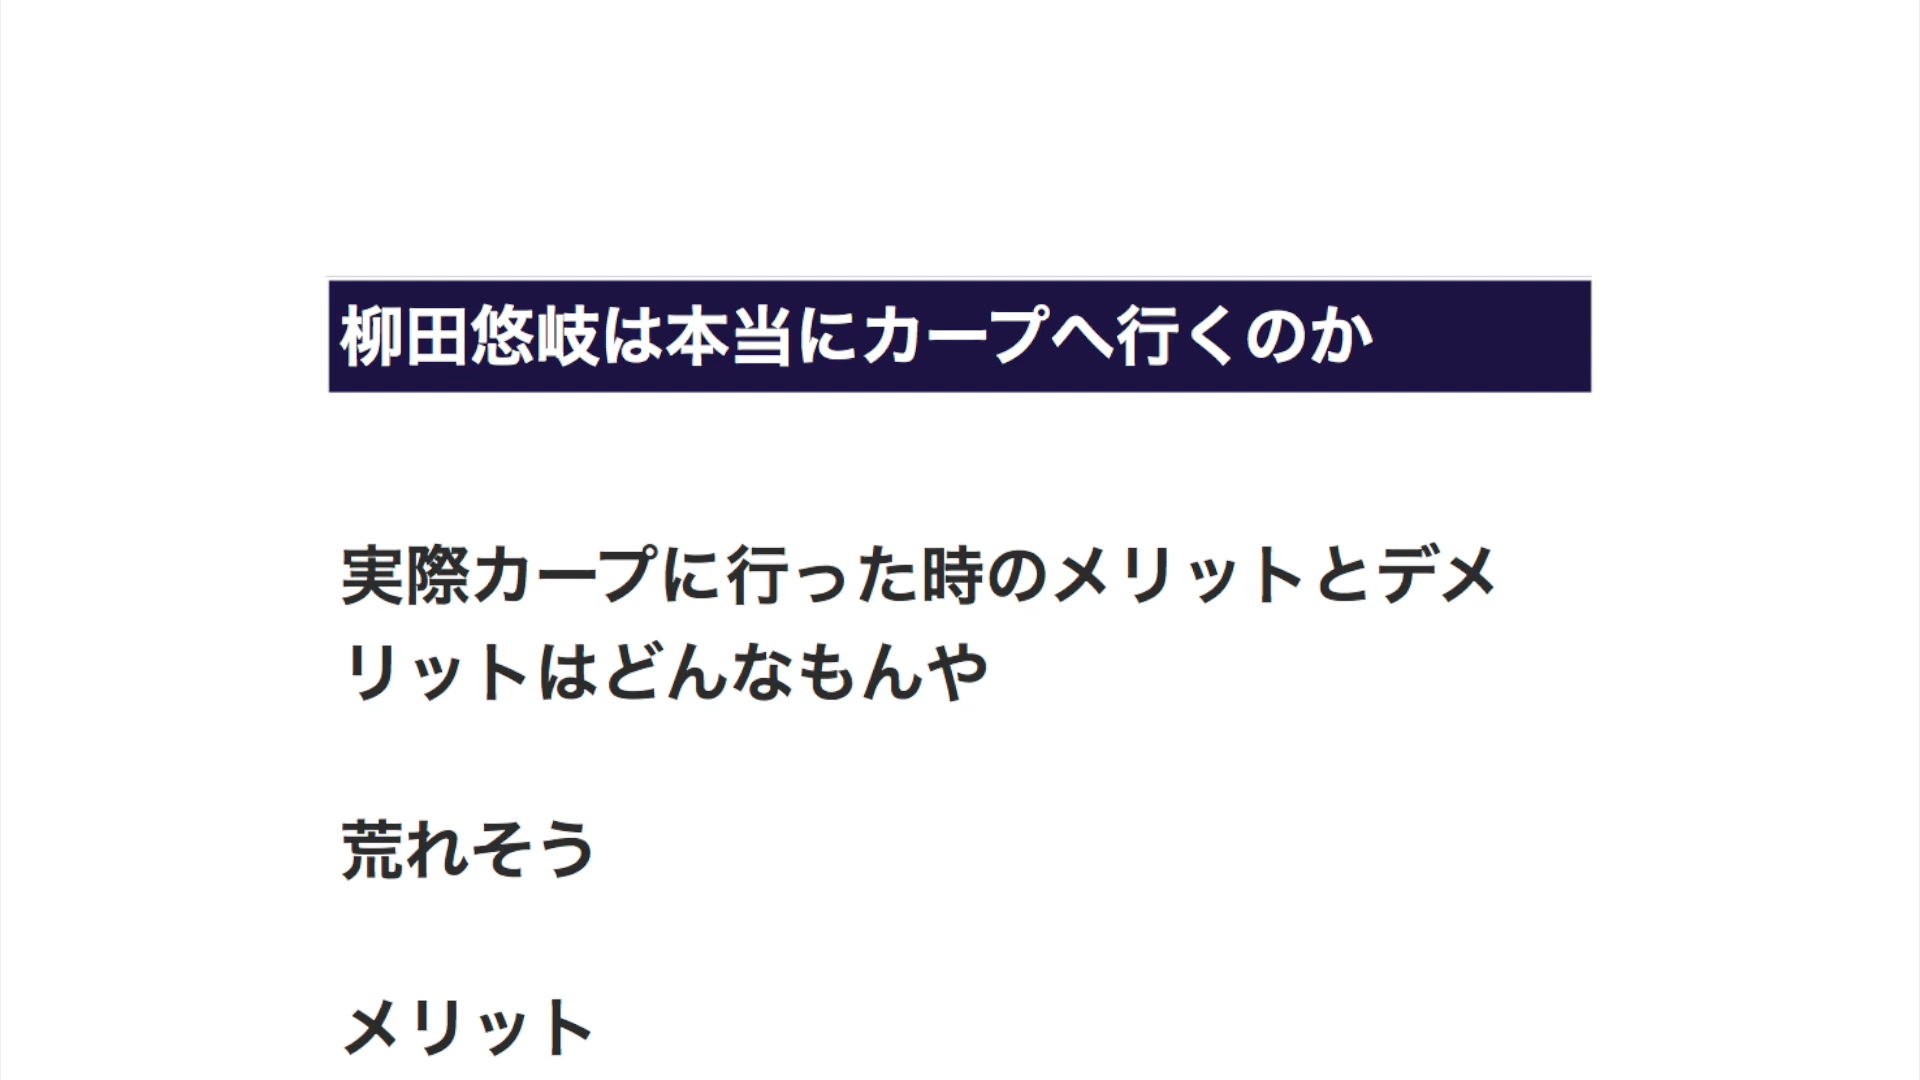 柳田悠岐は本当にカープへ行くのか
実際カープに行った時のメリットとデメ
リットはどんなもんや
荒れそう
メリット